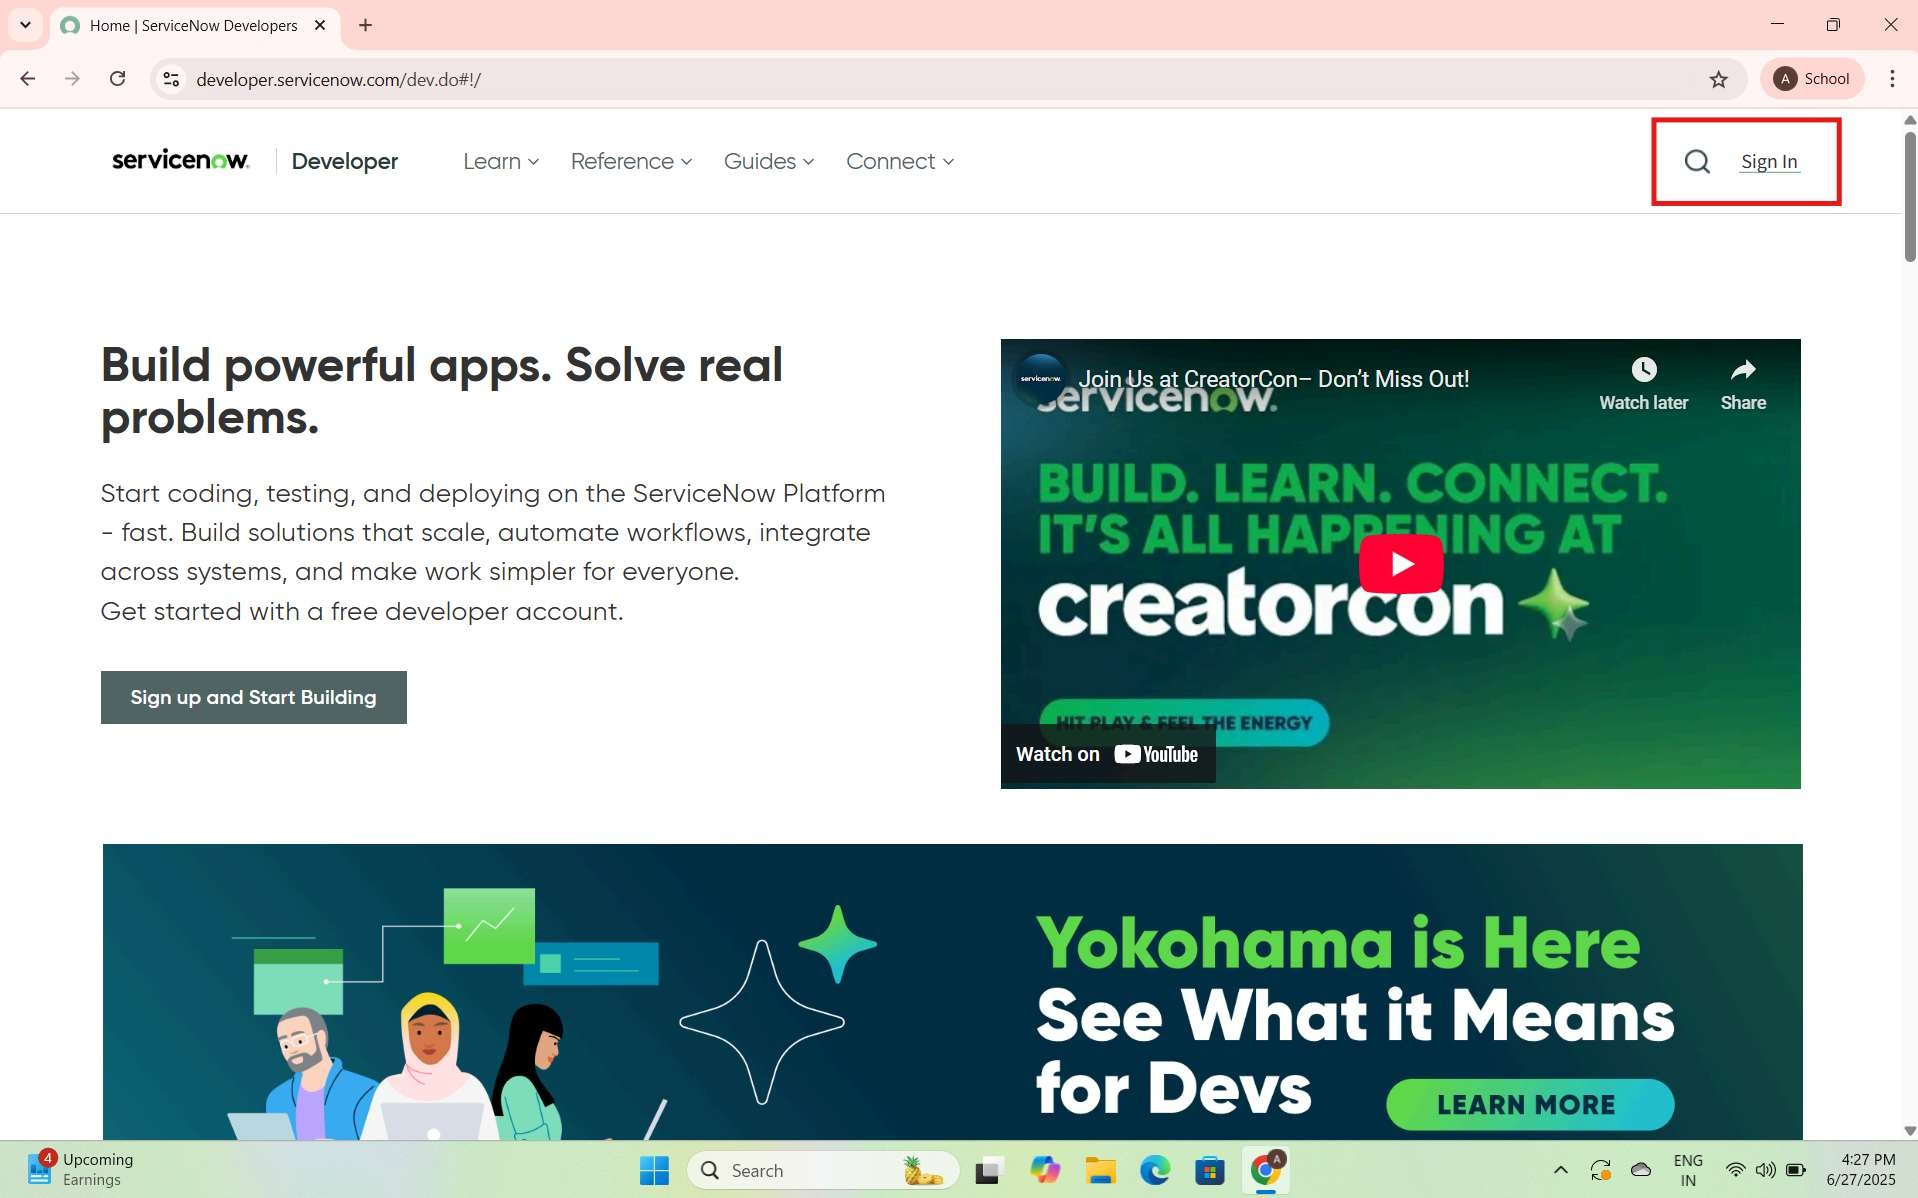 Home | ServiceNow Developers
developer.servicenow.com/dev.do#!/
A School
servicenow. Developer Learn Reference Guides Connect Sign In
Build powerful apps. Solve real
problems.
Start coding, testing, and deploying on the ServiceNow Platform
- fast. Build solutions that scale, automate workflows, integrate
across systems, and make work simpler for everyone.
Get started with a free developer account.
Sign up and Start Building
servicenow. Join Us at CreatorCon– Don't Miss Out!
Watch later Share
servicenow.
BUILD. LEARN. CONNECT.
IT'S ALL HAPPENING AT
creatorcon
HIT PLAY & FEEL THE ENERGY
Watch on YouTube
Yokohama is Here
See What it Means
for Devs
LEARN MORE
4 Upcoming
Earnings
Search
A
ENG
IN
4:27 PM
6/27/2025